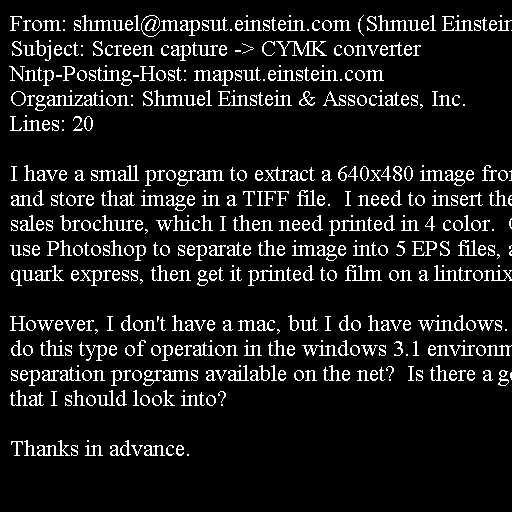 From: shmuel@mapsut.einstein.com (Shmuel Einstein
Subject: Screen capture -> CYMK converter
Nntp-Posting-Host: mapsut.einstein.com
Organization: Shmuel Einstein & Associates, Inc.
Lines: 20
I have a small program to extract a 640x480 image
and store that image in a TIFF file.  I need to insert
sales brochure, which I then need printed in 4 color.
use Photoshop to separate the image into 5 EPS files,
quark express, then get it printed to film on a lintronix
However, I don't have a mac, but I do have windows.
do this type of operation in the windows 3.1
separation programs available on the net?  Is there a
that I should look into?
Thanks in advance.